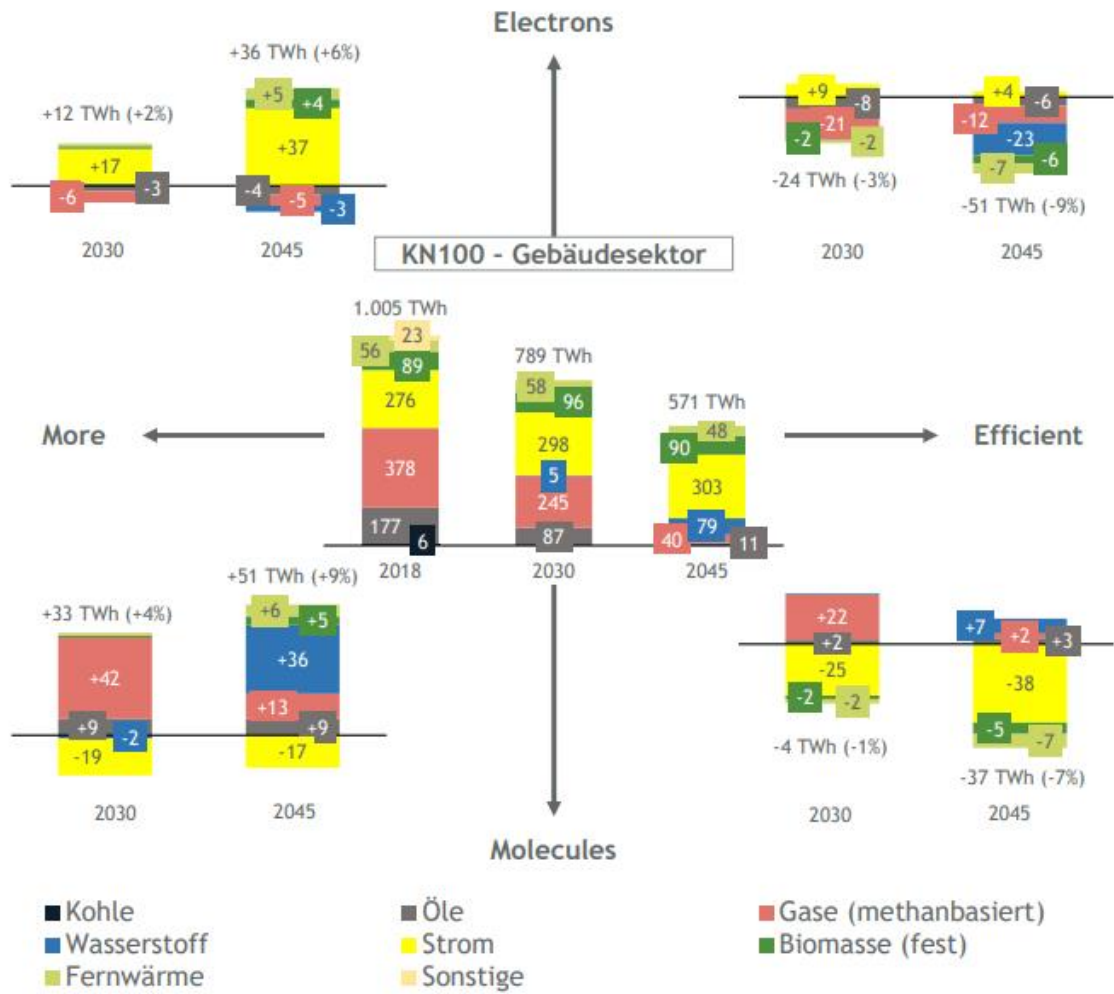 Electrons
+12 TWh (+2%)
+17
-6
-3
2030
+36 TWh (+6%)
+5
+4
+37
-4
-5
-3
2045
+9
-8
-21
-2
-2
-24 TWh (-3%)
2030
+4
-6
-12
-23
-7
-6
-51 TWh (-9%)
2045
KN100 - Gebäudesektor
More
Efficient
1.005 TWh
23
56
89
276
378
177
6
2018
789 TWh
58
96
298
5
245
87
2030
571 TWh
48
90
303
79
40
11
2045
+33 TWh (+4%)
+42
+9
-2
-19
2030
+51 TWh (+9%)
+6
+5
+36
+13
+9
-17
2045
+22
+2
-25
-2
-2
-4 TWh (-1%)
2030
+7
+2
+3
-38
-5
-7
-37 TWh (-7%)
2045
Molecules
Kohle
Öle
Gase (methanbasiert)
Wasserstoff
Strom
Biomasse (fest)
Fernwärme
Sonstige